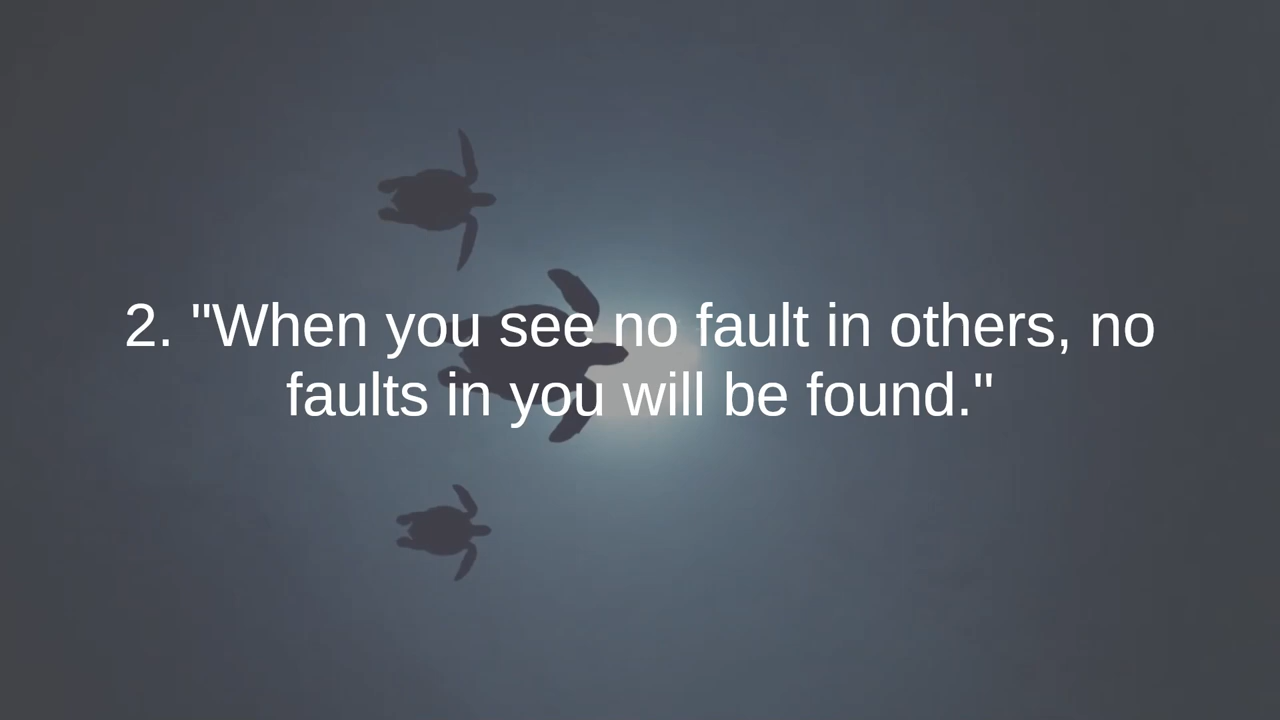 2. "When you see no fault in others, no
faults in you will be found."